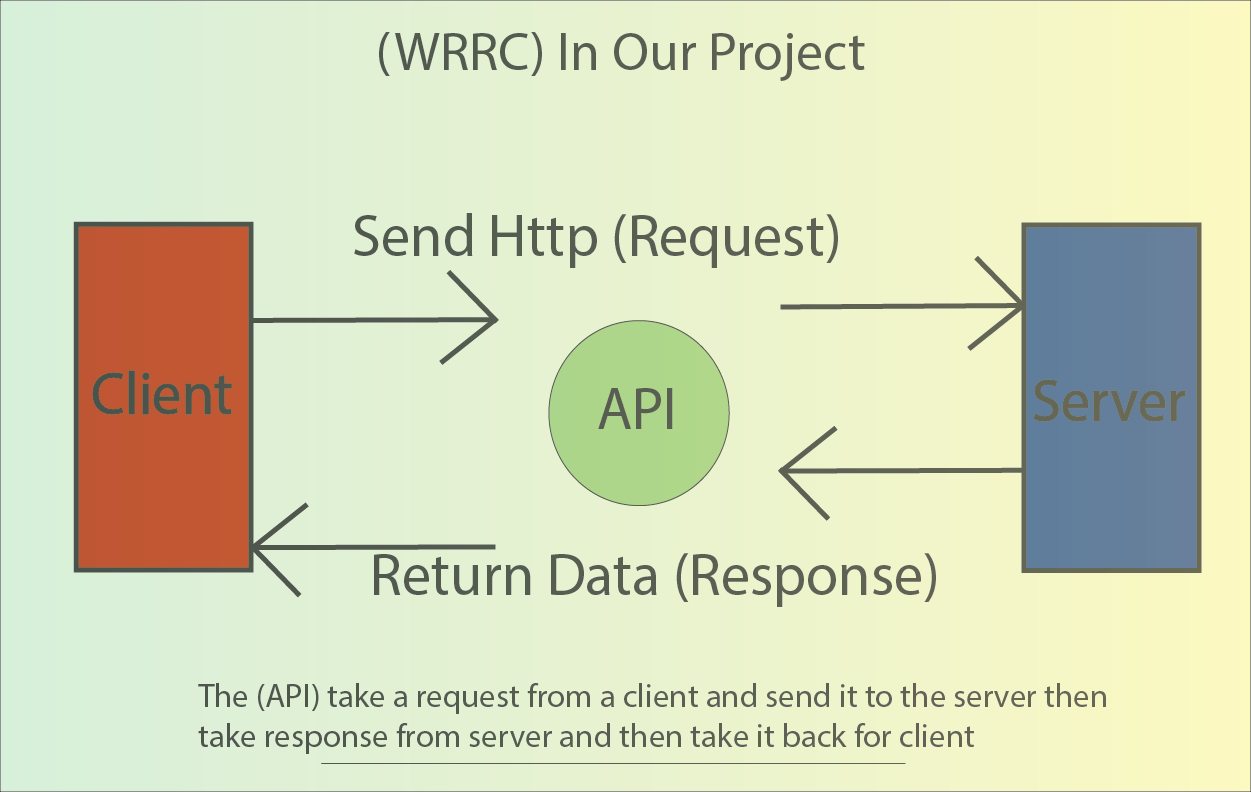 (WRRC) In Our Project
Send Http (Request)
Client
API
Server
Return Data (Response)
The (API) take a request from a client and send it to the server then
take response from server and then take it back for client